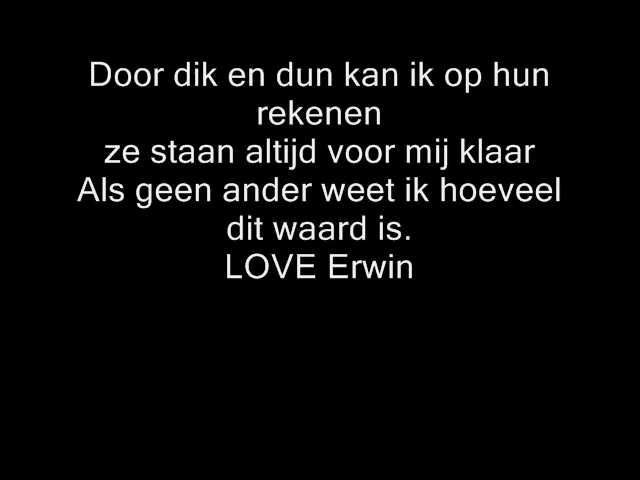 Door dik en dun kan ik op hun
rekenen
ze staan altijd voor mij klaar
Als geen ander weet ik hoeveel
dit waard is.
LOVE Erwin